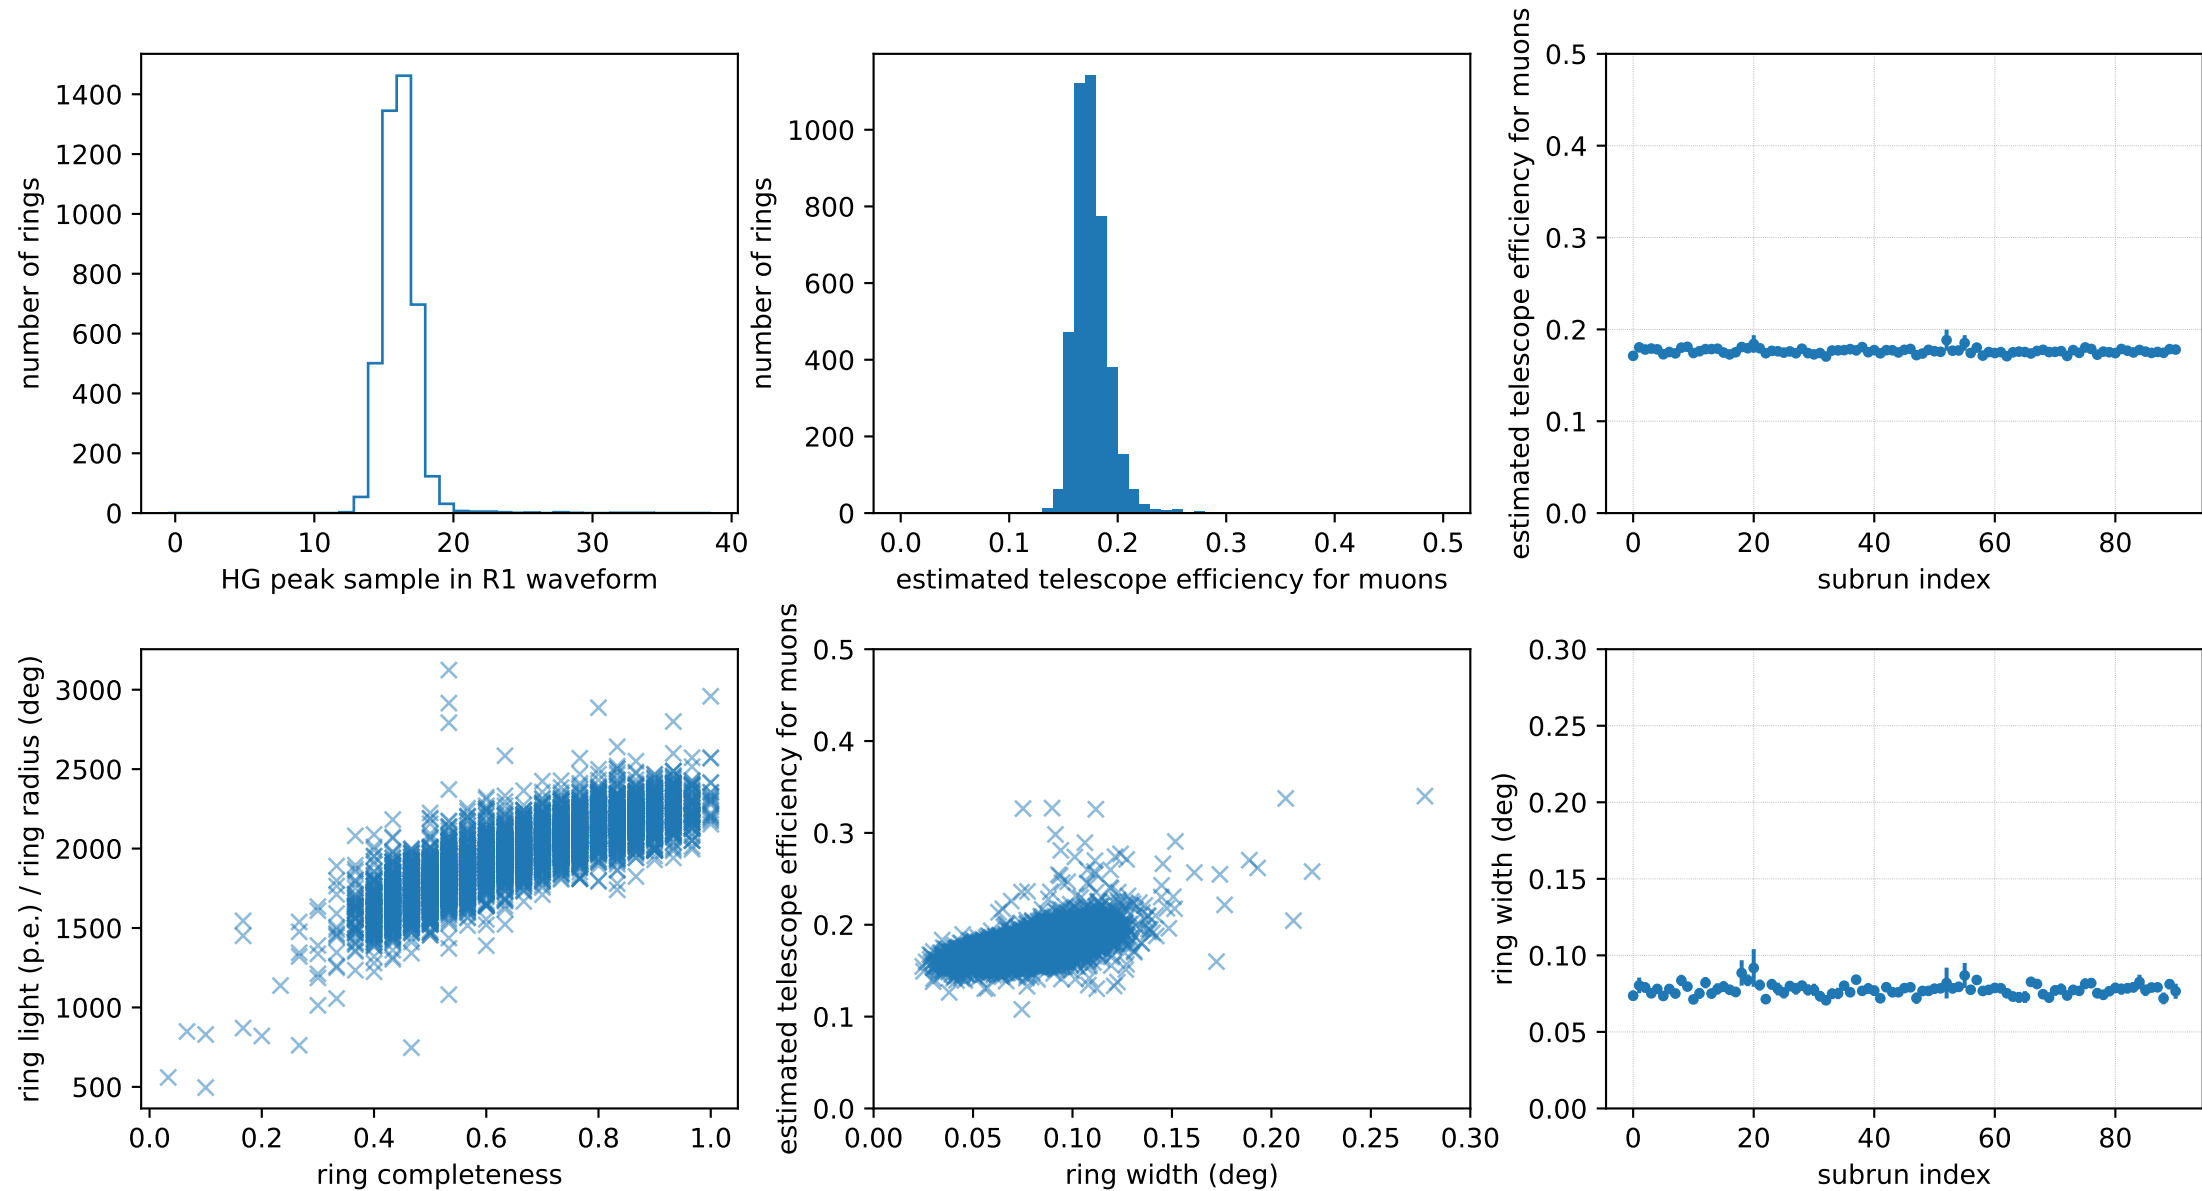 number of rings
1400
1200
1000
800
600
400
200
0
0 10 20 30 40
HG peak sample in R1 waveform
number of rings
1000
800
600
400
200
0
0.0 0.1 0.2 0.3 0.4 0.5
estimated telescope efficiency for muons
estimated telescope efficiency for muons
0.5
0.4
0.3
0.2
0.1
0.0
0 20 40 60 80
subrun index
ring light (p.e.) / ring radius (deg)
3000
2500
2000
1500
1000
500
0.0 0.2 0.4 0.6 0.8 1.0
ring completeness
estimated telescope efficiency for muons
0.5
0.4
0.3
0.2
0.1
0.0
0.00 0.05 0.10 0.15 0.20 0.25 0.30
ring width (deg)
ring width (deg)
0.30
0.25
0.20
0.15
0.10
0.05
0.00
0 20 40 60 80
subrun index